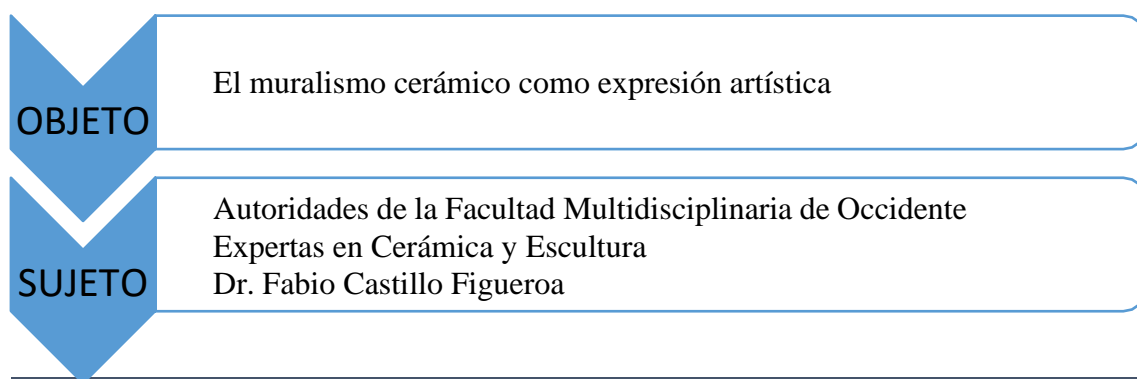 OBJETO
El muralismo cerámico como expresión artística
SUJETO
Autoridades de la Facultad Multidisciplinaria de Occidente
Expertas en Cerámica y Escultura
Dr. Fabio Castillo Figueroa